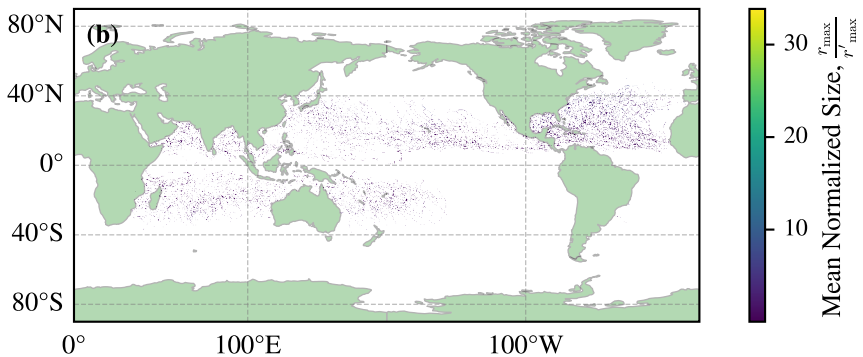 (b)
80°N
40°N
0°
40°S
80°S
0°
100°E
100°W
30
20
10
Mean Normalized Size, r_max / r'_max